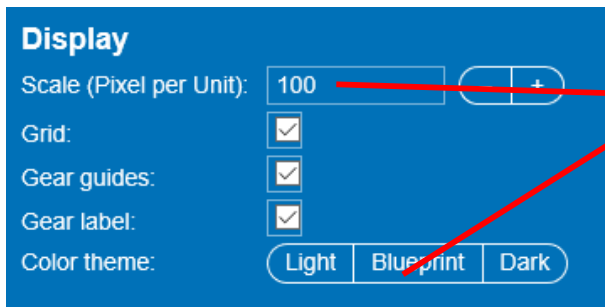 Display
Scale (Pixel per Unit): 100 - +
Grid:
Gear guides:
Gear label:
Color theme: Light Blueprint Dark